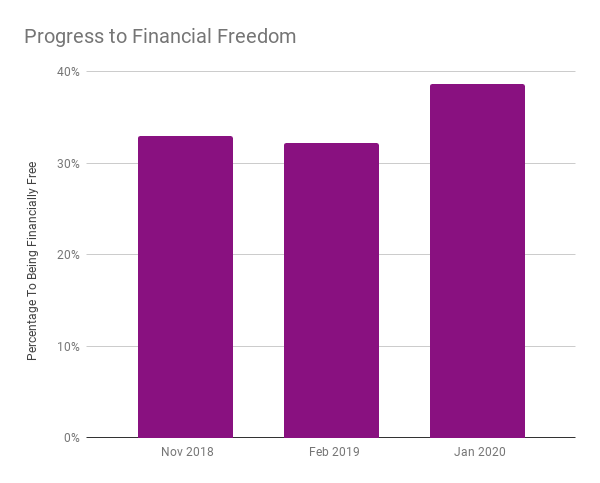 Progress to Financial Freedom
Percentage To Being Financially Free
40%
30%
20%
10%
0%
Nov 2018
Feb 2019
Jan 2020